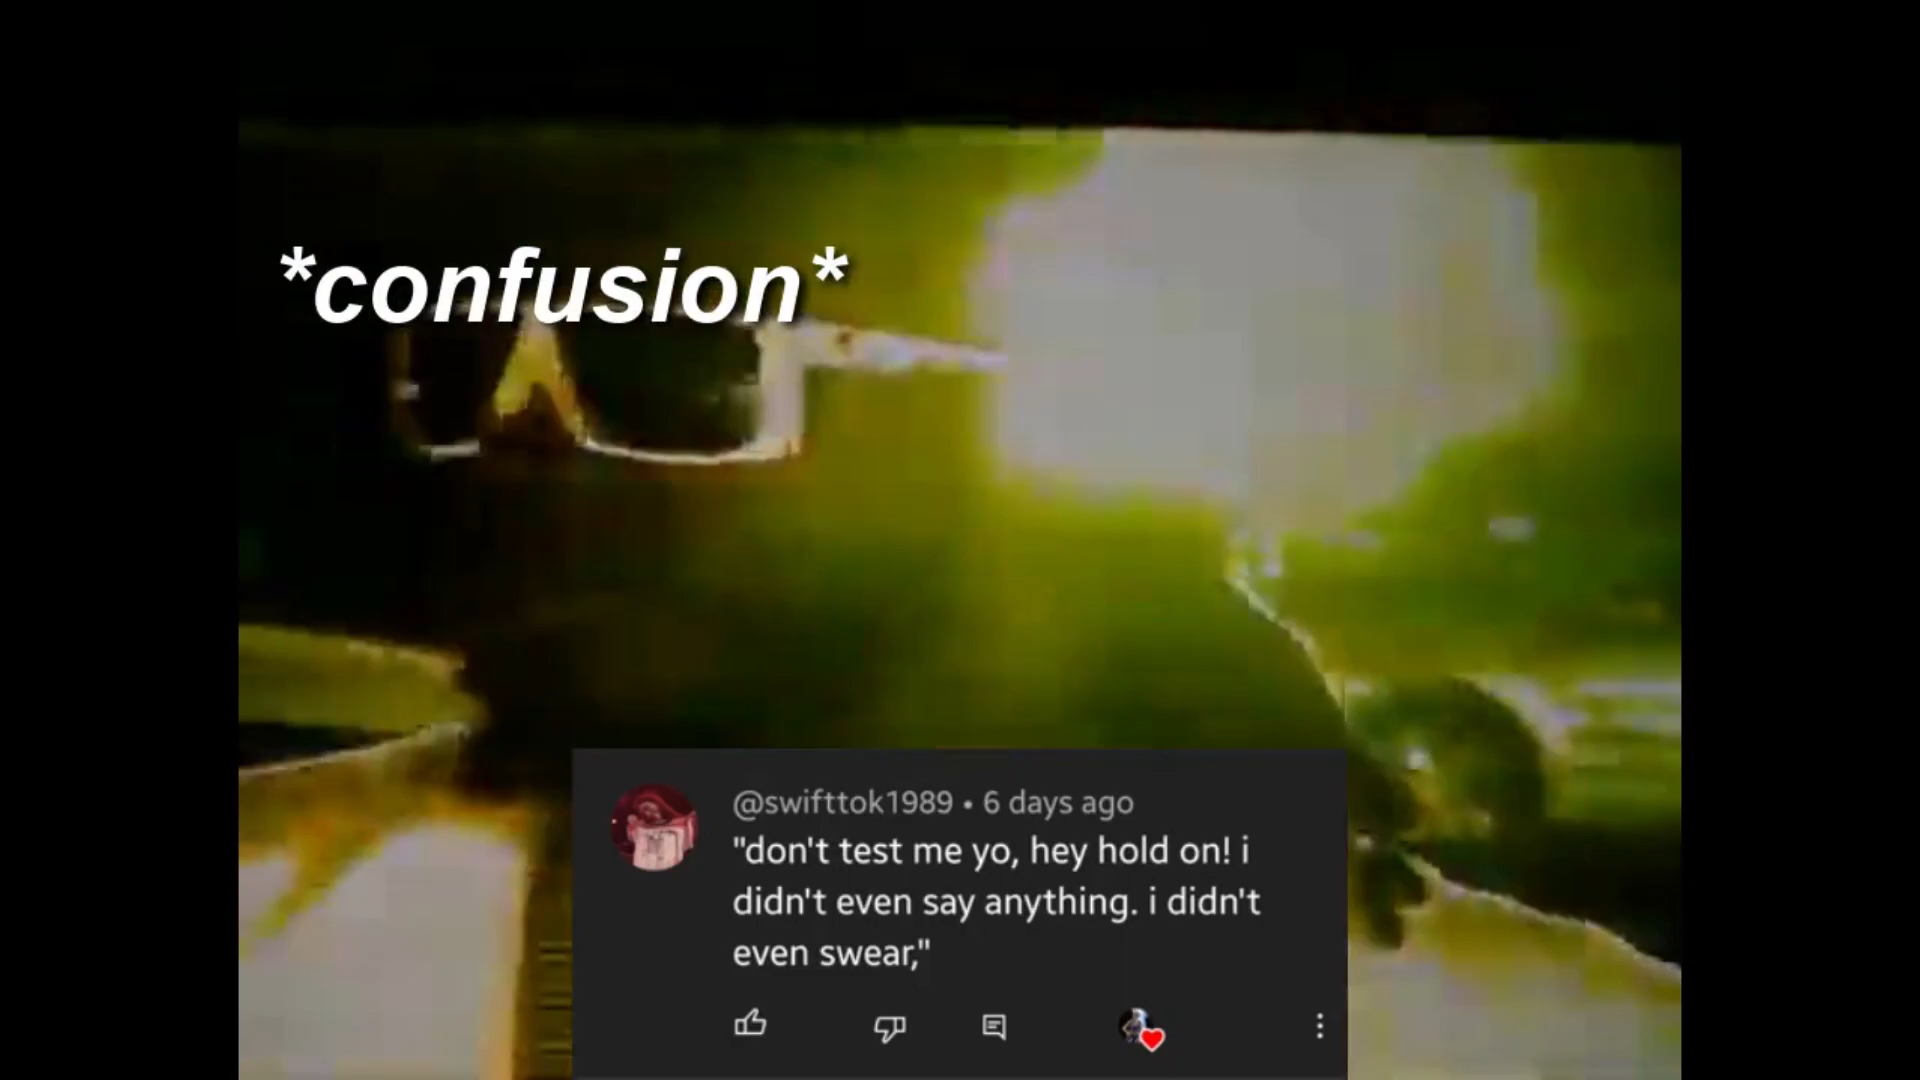 *confusion*
@swifttok1989 • 6 days ago
"don't test me yo, hey hold on! i
didn't even say anything. i didn't
even swear,"